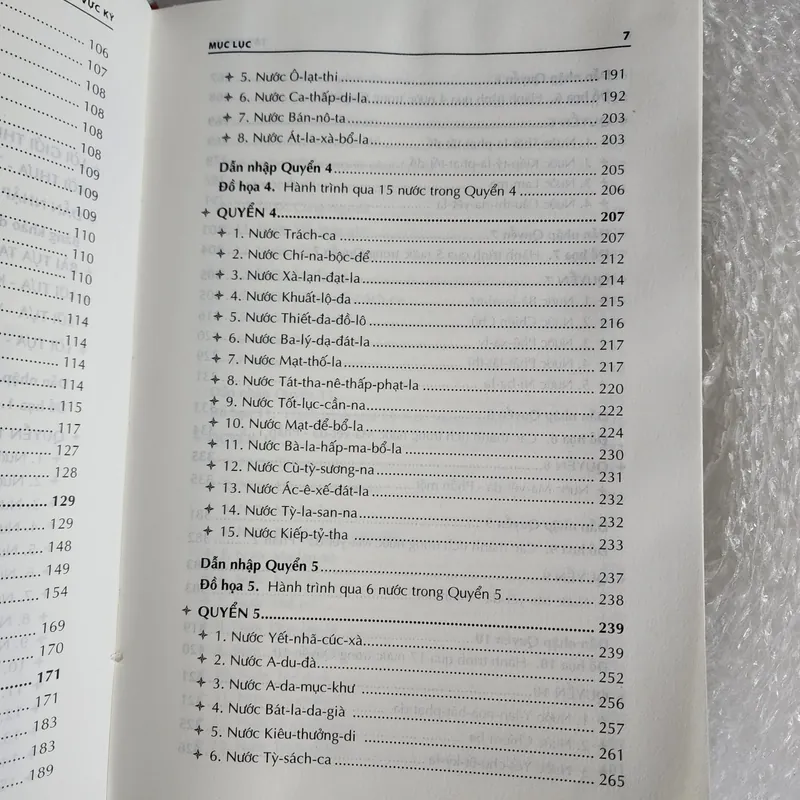 VỰC KÝ
106
107
108
108
108
108
109
109
110
110
110
110
114
114
114
115
117
127
128
129
129
148
149
154
169
170
171
171
183
183
189
MỤC LỤC 7
5. Nước Ô-lạt-thi 191
6. Nước Ca-thấp-di-la 192
7. Nước Bán-nô-ta 203
8. Nước Át-la-xà-bổ-la 203
Dẫn nhập Quyển 4 205
Đồ họa 4. Hành trình qua 15 nước trong Quyển 4 206
QUYỂN 4 207
1. Nước Trách-ca 207
2. Nước Chí-na-bộc-để 212
3. Nước Xà-lạn-đạt-la 214
4. Nước Khuất-lộ-đa 215
5. Nước Thiết-đa-đồ-lô 216
6. Nước Ba-lý-dạ-đát-la 217
7. Nước Mạt-thố-la 217
8. Nước Tát-tha-nê-thấp-phạt-la 220
9. Nước Tốt-lục-cần-na 222
10. Nước Mạt-để-bổ-la 224
11. Nước Bà-la-hấp-ma-bổ-la 230
12. Nước Cù-tỳ-sương-na 231
13. Nước Ác-ê-xế-đát-la 232
14. Nước Tỳ-la-san-na 232
15. Nước Kiếp-tỷ-tha 233
Dẫn nhập Quyển 5 237
Đồ họa 5. Hành trình qua 6 nước trong Quyển 5 238
QUYỂN 5 239
1. Nước Yết-nhã-cúc-xà 239
2. Nước A-du-đà 252
3. Nước A-da-mục-khư 256
4. Nước Bát-la-da-già 257
5. Nước Kiêu-thưởng-di 261
6. Nước Tỳ-sách-ca 265